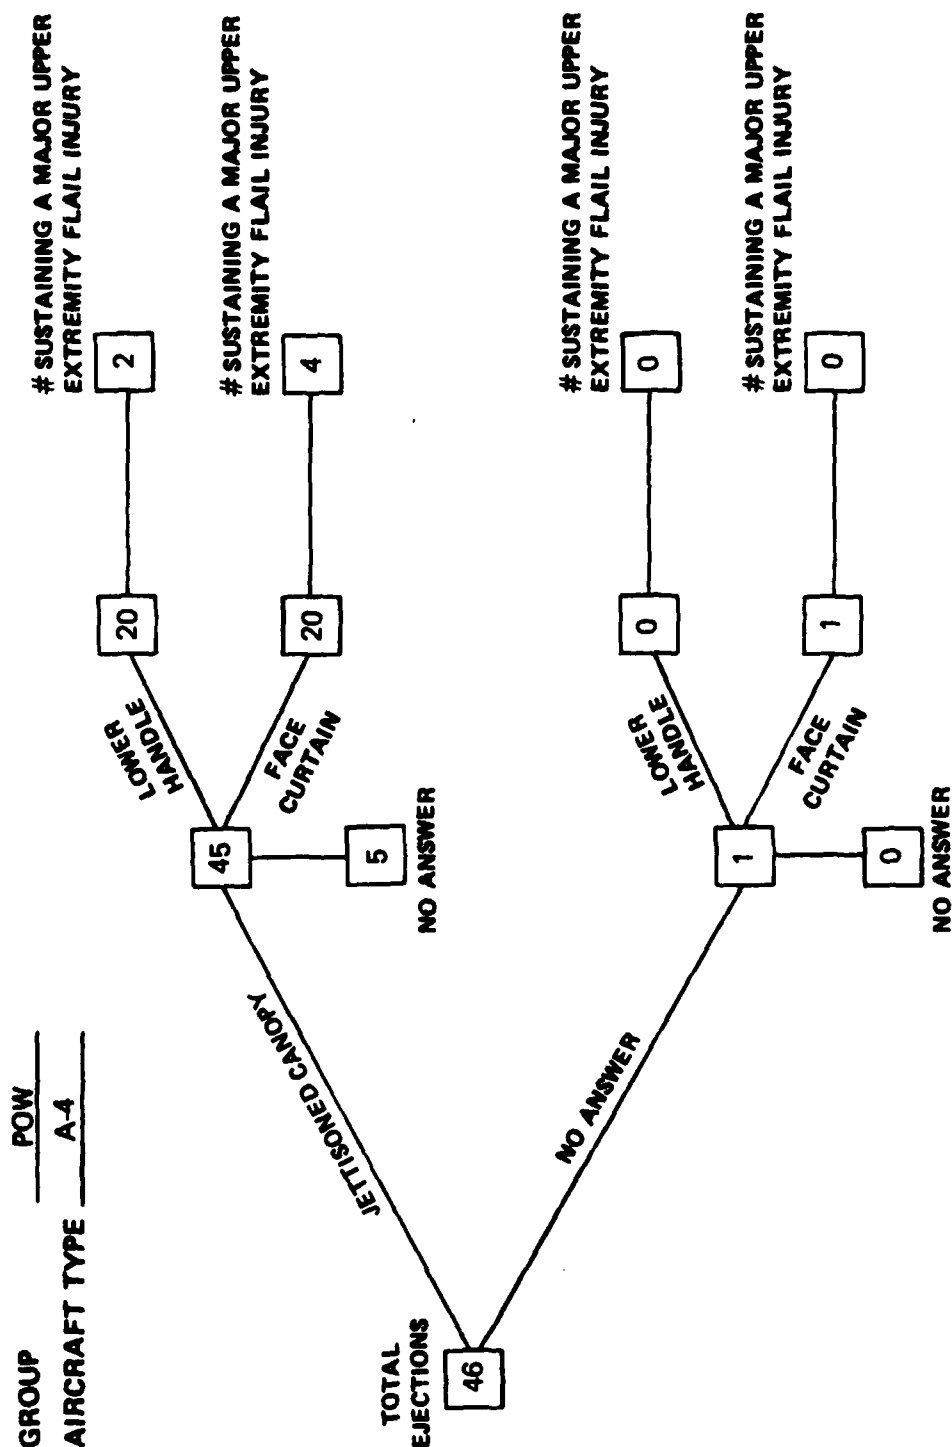 GROUP POW
AIRCRAFT TYPE A-4
TOTAL
EJECTIONS
46
JETTISONED CANOPY
45
5
NO ANSWER
LOWER
HANDLE
20
# SUSTAINING A MAJOR UPPER
EXTREMITY FLAIL INJURY
2
FACE
CURTAIN
20
# SUSTAINING A MAJOR UPPER
EXTREMITY FLAIL INJURY
4
NO ANSWER
1
0
NO ANSWER
LOWER
HANDLE
0
# SUSTAINING A MAJOR UPPER
EXTREMITY FLAIL INJURY
0
FACE
CURTAIN
1
# SUSTAINING A MAJOR UPPER
EXTREMITY FLAIL INJURY
0